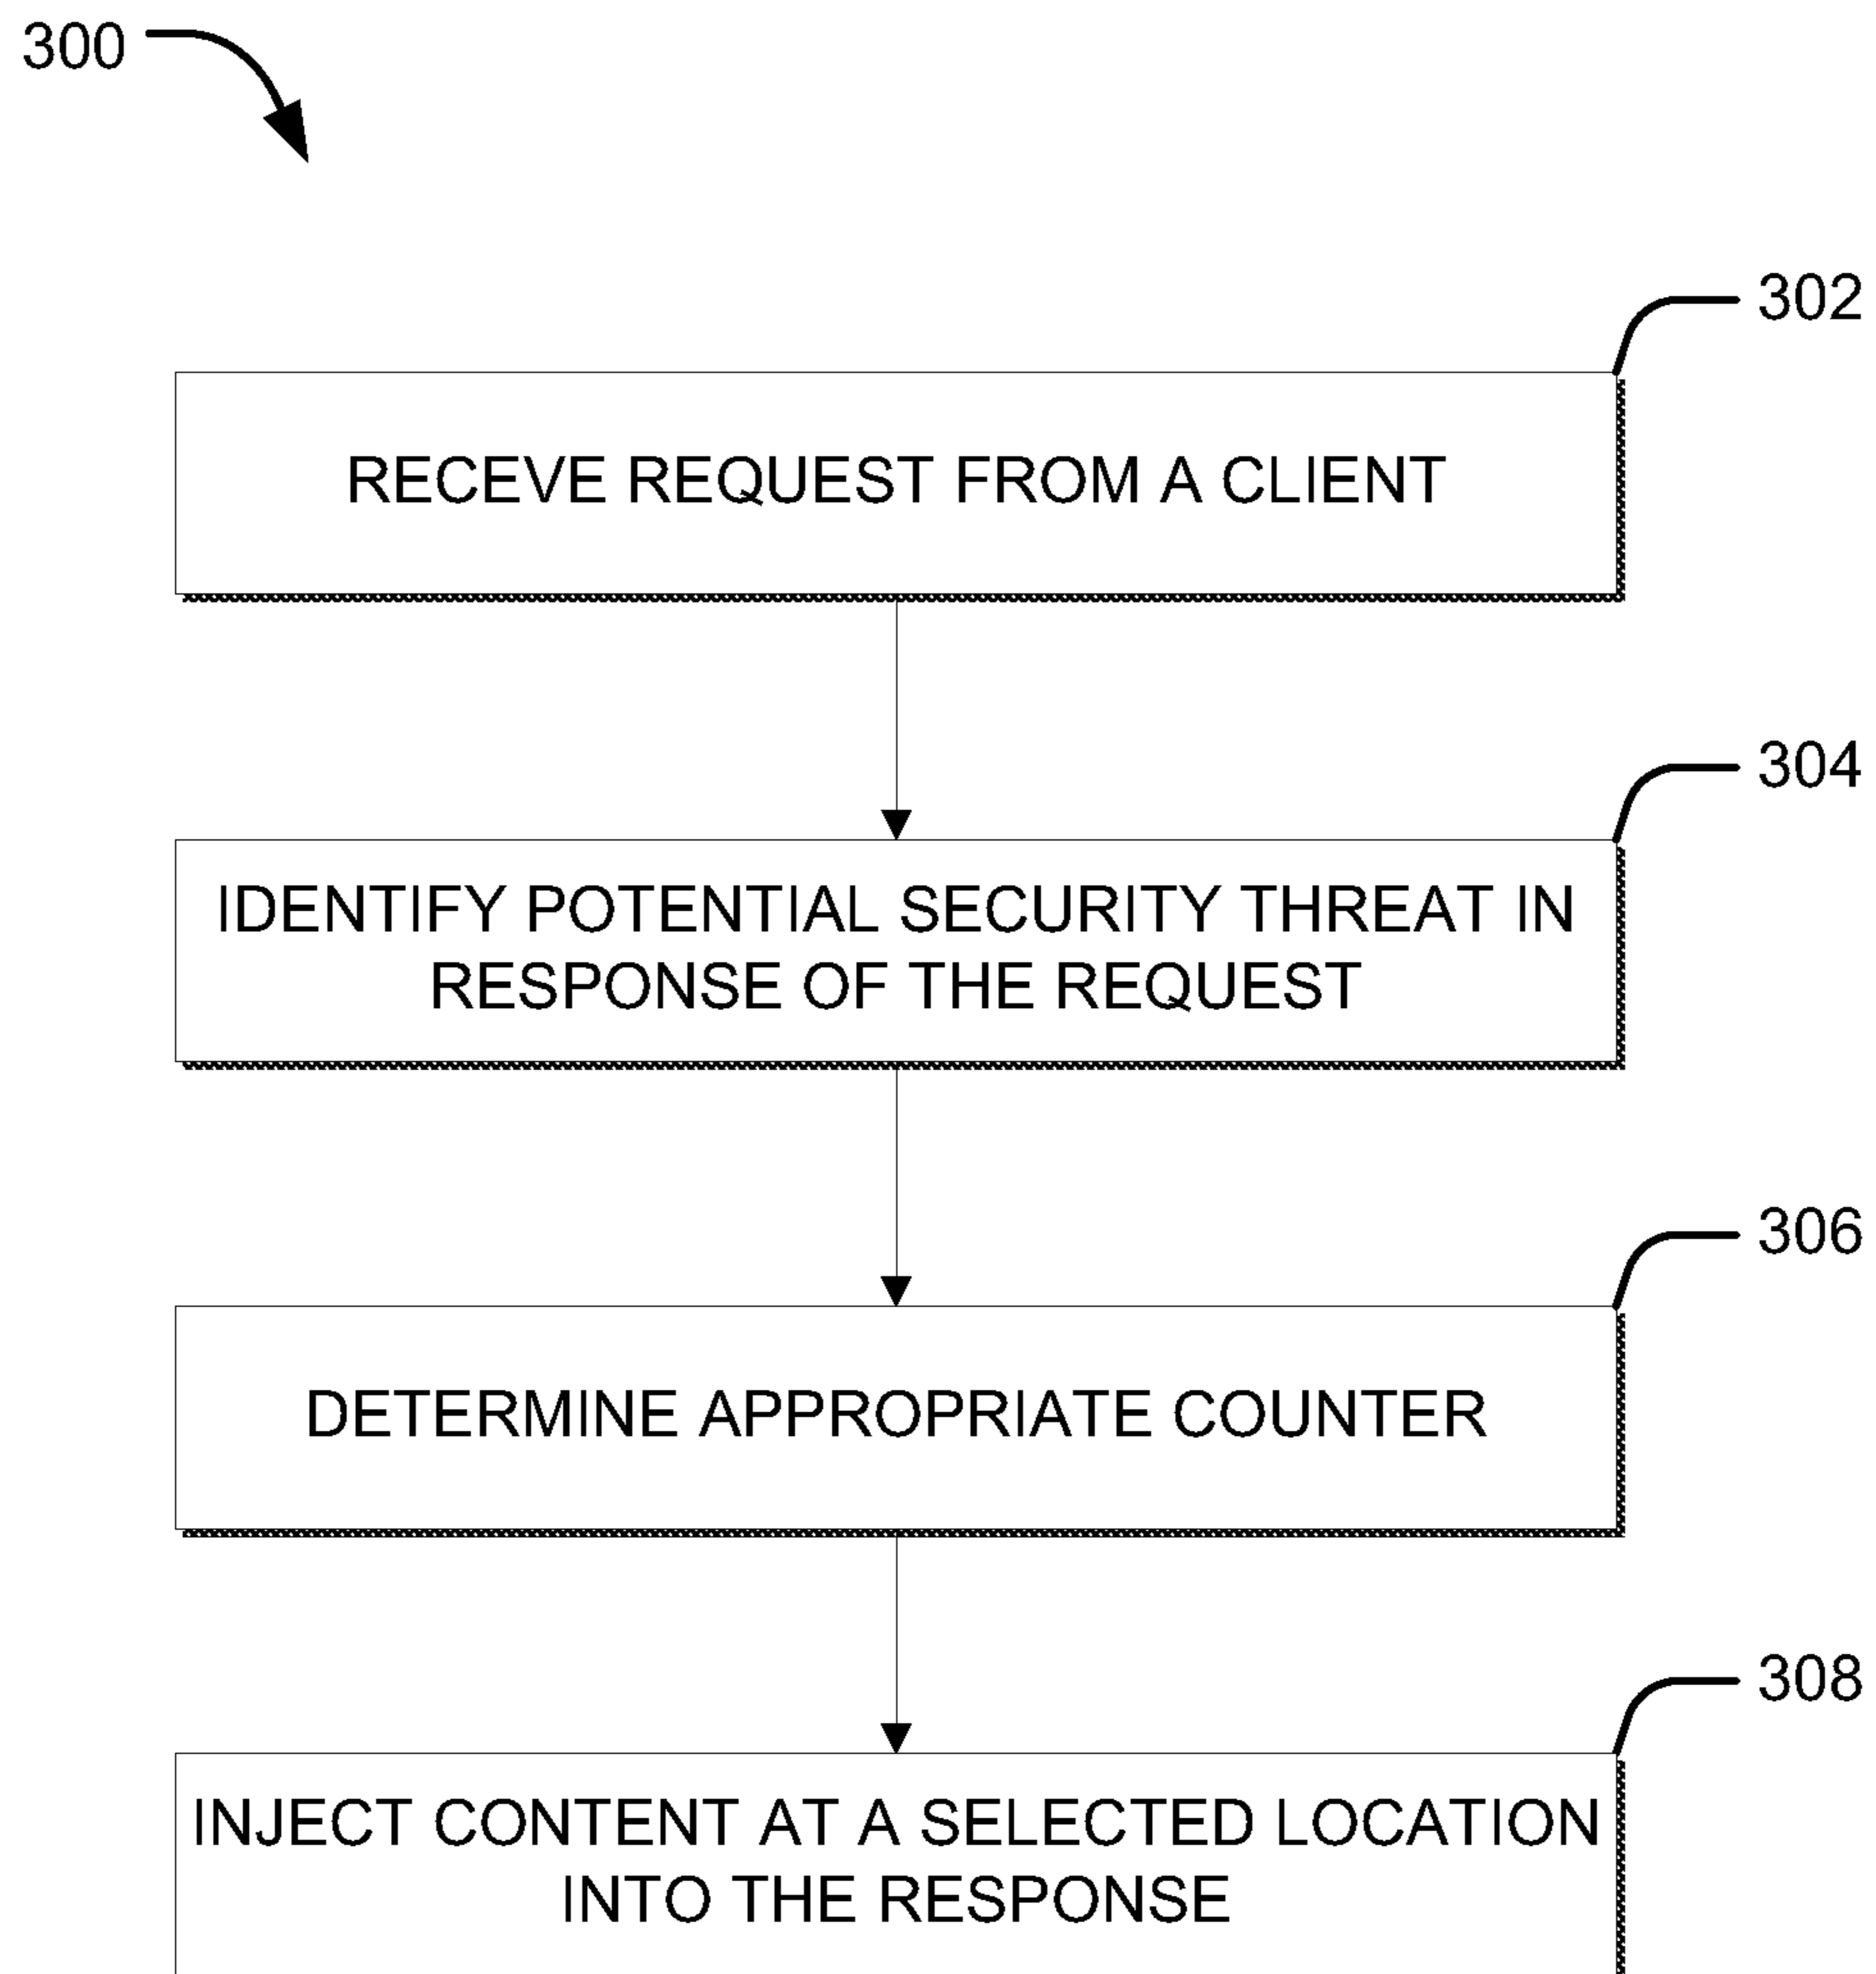 300
302
RECEVE REQUEST FROM A CLIENT
304
IDENTIFY POTENTIAL SECURITY THREAT IN
RESPONSE OF THE REQUEST
306
DETERMINE APPROPRIATE COUNTER
308
INJECT CONTENT AT A SELECTED LOCATION
INTO THE RESPONSE